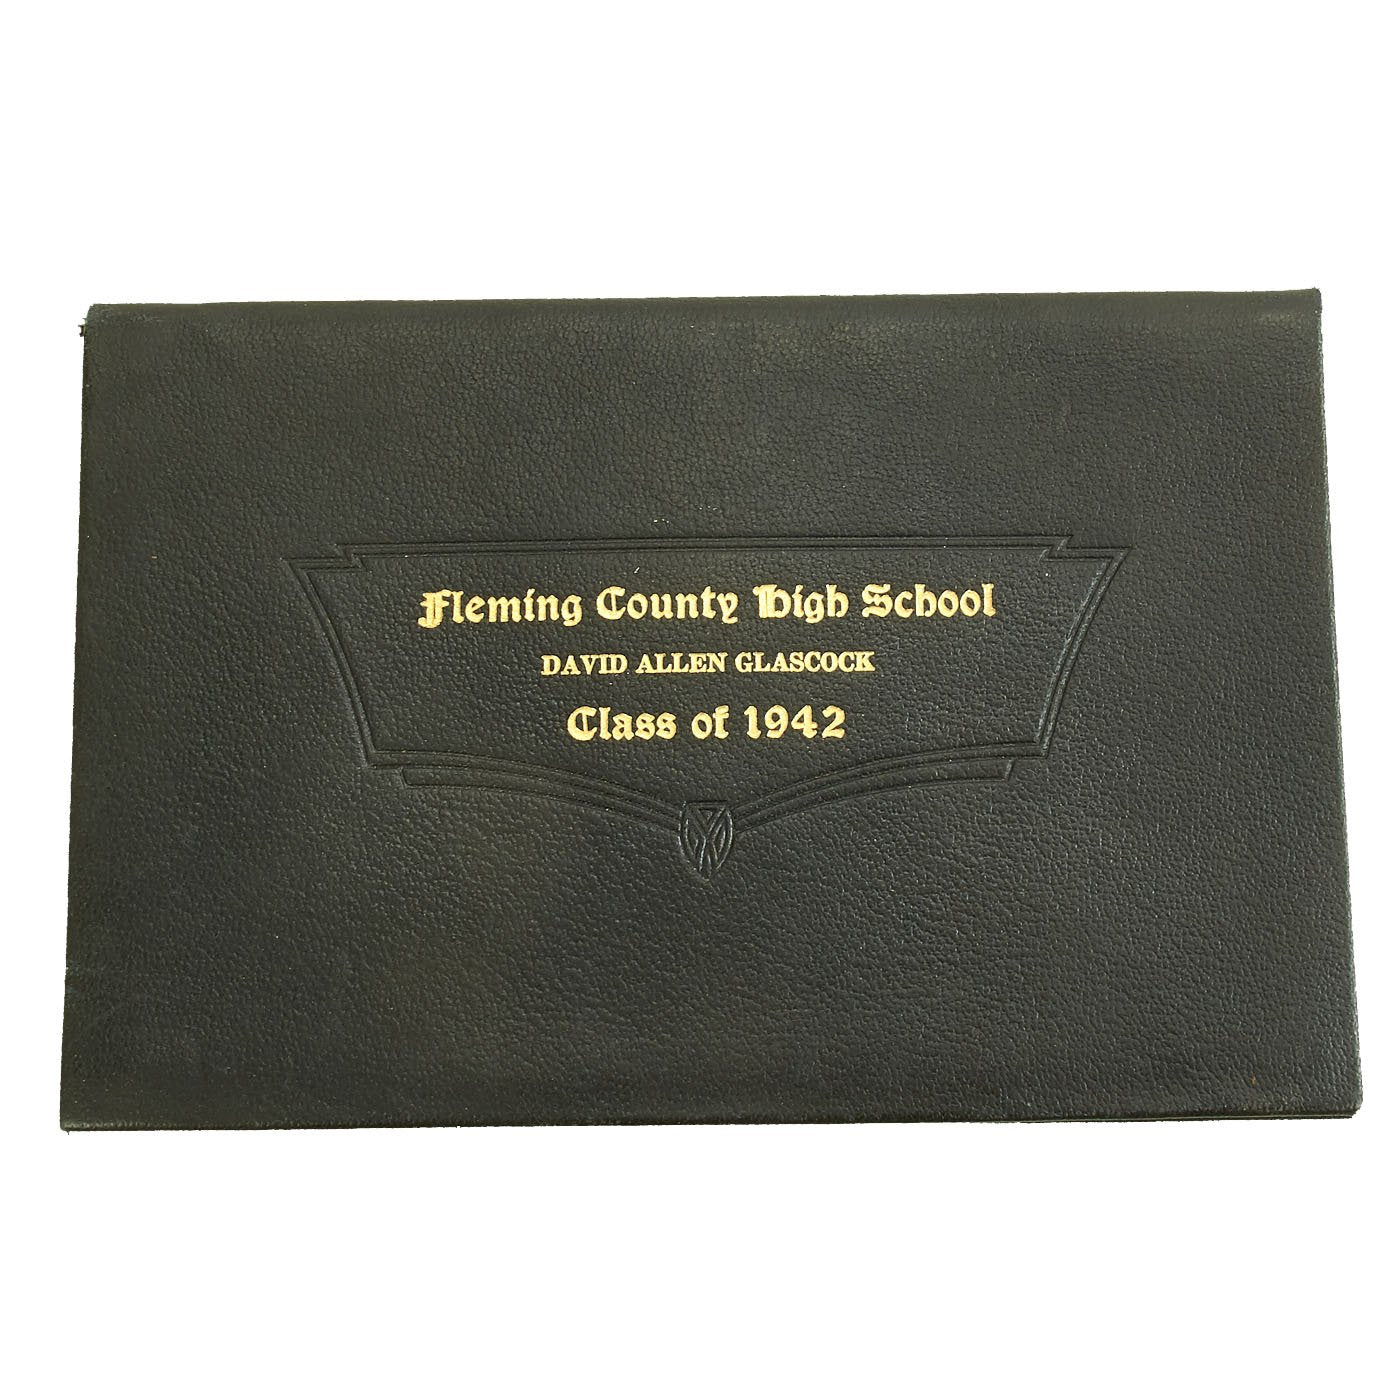 Fleming County High School
DAVID ALLEN GLASCOCK
Class of 1942